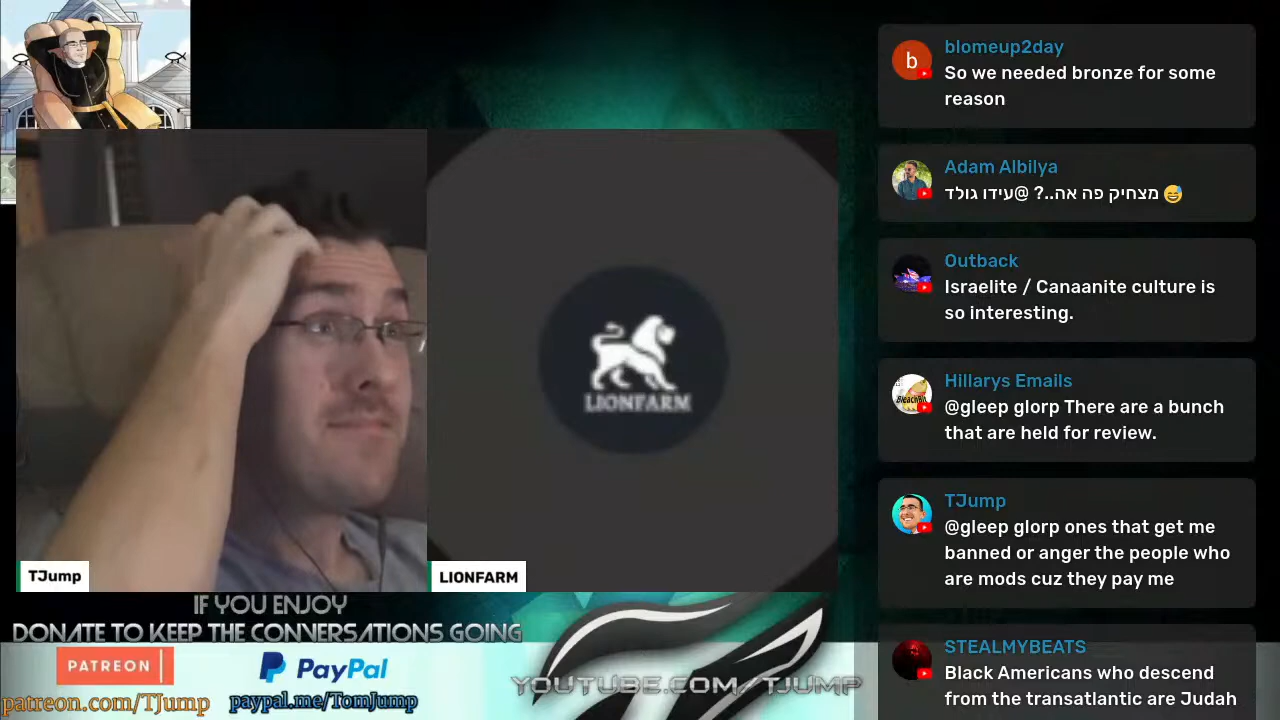 TJump
LIONFARM
LIONFARM
IF YOU ENJOY
DONATE TO KEEP THE CONVERSATIONS GOING
PATREON
PayPal
patreon.com/TJump
paypal.me/TomJump
YOUTUBE.COM/TJUMP
b
blomeup2day
So we needed bronze for some
reason
Adam Albilya
מצחיק פה אה..? @עידו גולד 😅
Outback
Israelite / Canaanite culture is
so interesting.
Hillarys Emails
@gleep glorp There are a bunch
that are held for review.
TJump
@gleep glorp ones that get me
banned or anger the people who
are mods cuz they pay me
STEALMYBEATS
Black Americans who descend
from the transatlantic are Judah